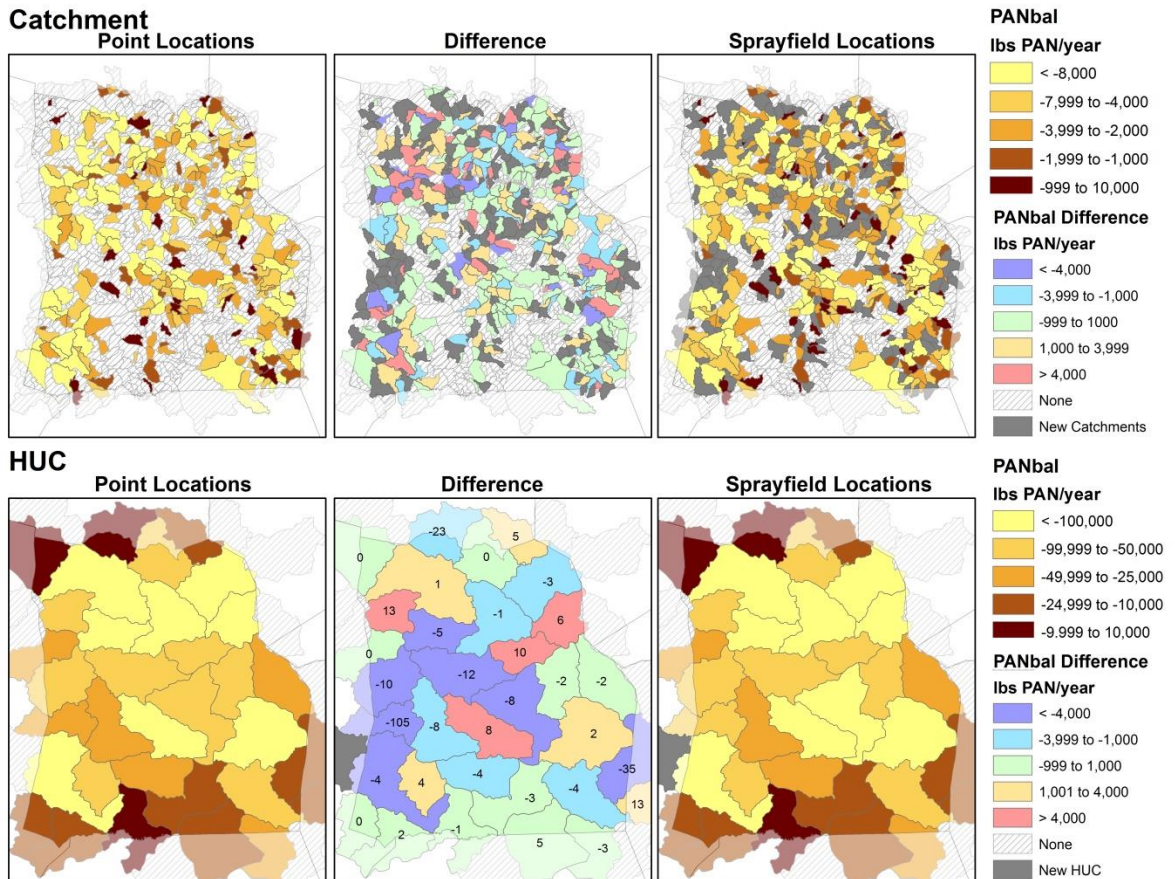 Catchment
Point Locations
Difference
Sprayfield Locations
PANbal
lbs PAN/year
< -8,000
-7,999 to -4,000
-3,999 to -2,000
-1,999 to -1,000
-999 to 10,000
PANbal Difference
lbs PAN/year
< -4,000
-3,999 to -1,000
-999 to 1000
1,000 to 3,999
> 4,000
None
New Catchments
HUC
Point Locations
Difference
Sprayfield Locations
-23
5
0
0
1
-3
13
-1
6
-5
10
0
-12
-2
-2
-10
-8
-105
-8
8
2
-35
-4
4
-4
-4
-3
13
0
2
-1
5
-3
PANbal
lbs PAN/year
< -100,000
-99,999 to -50,000
-49,999 to -25,000
-24,999 to -10,000
-9.999 to 10,000
PANbal Difference
lbs PAN/year
< -4,000
-3,999 to -1,000
-999 to 1,000
1,001 to 4,000
> 4,000
None
New HUC